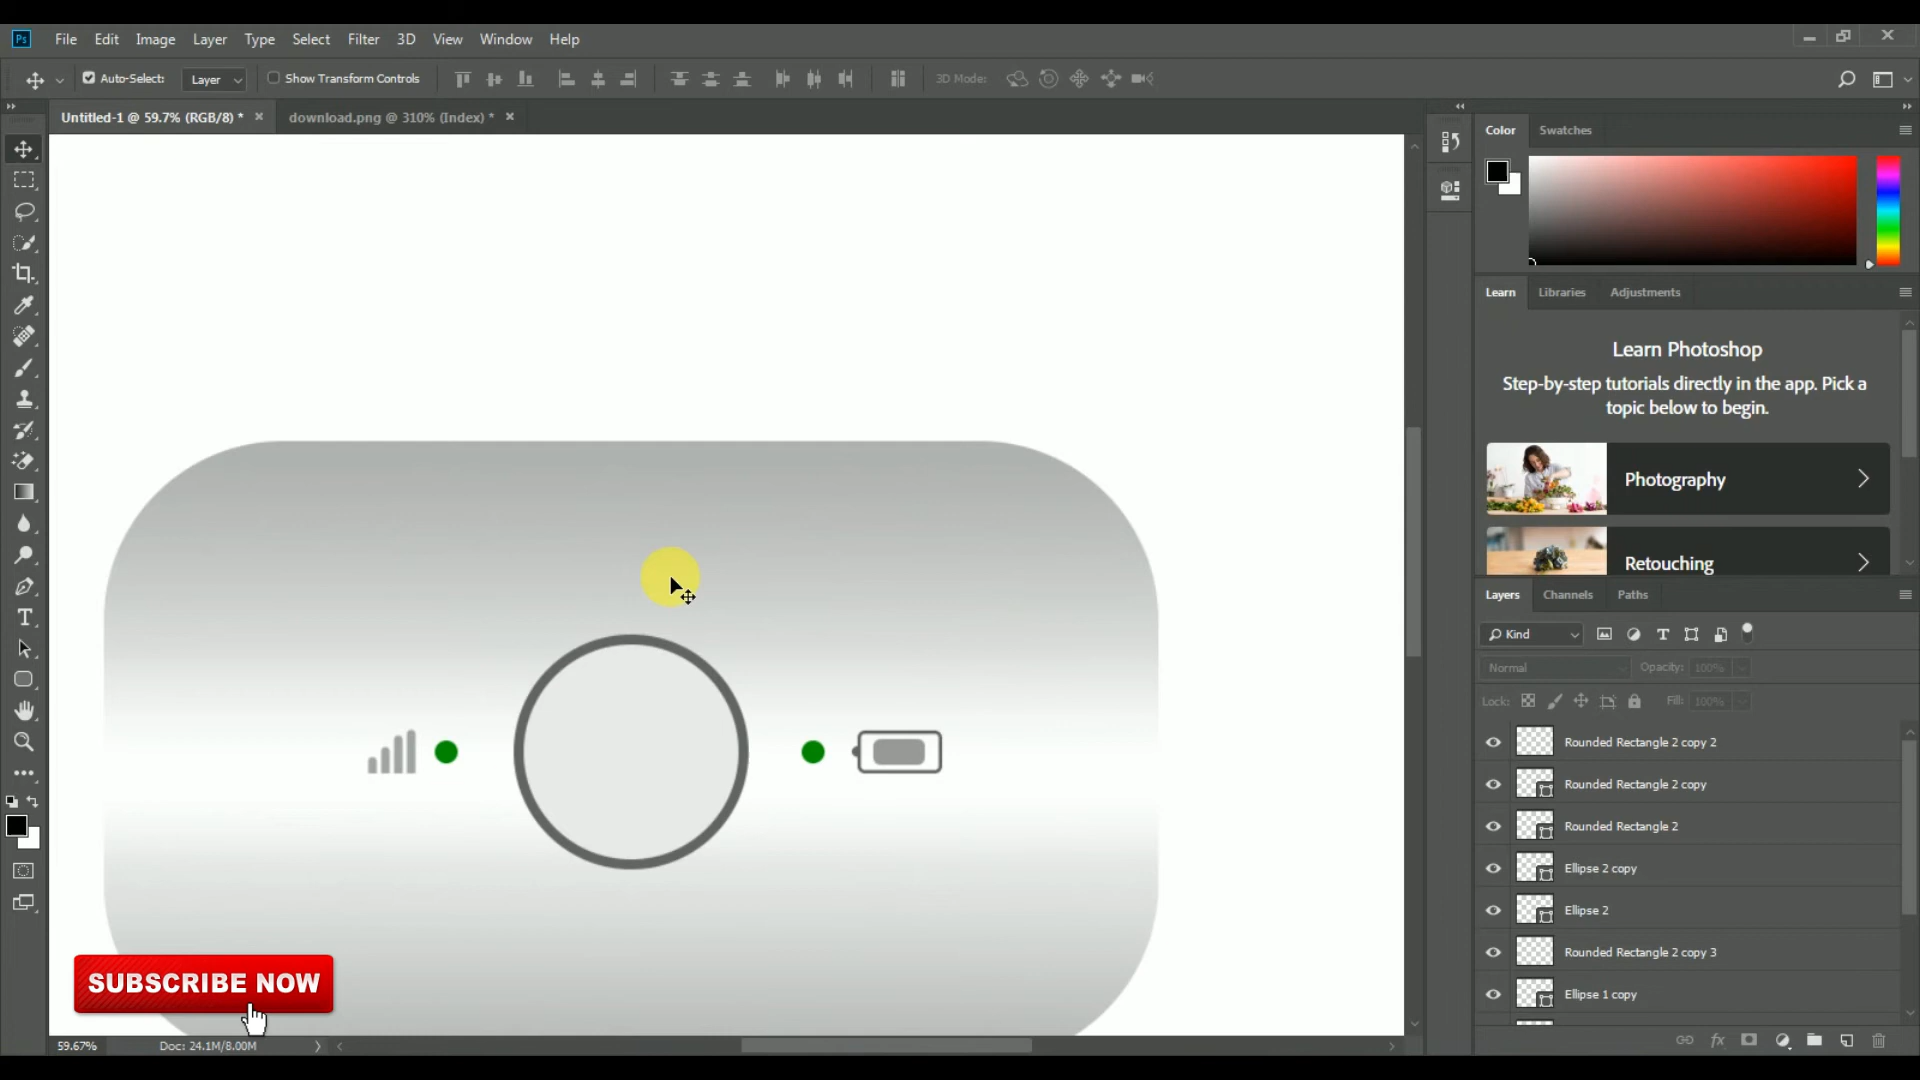 Ps File Edit Image Layer Type Select Filter 3D View Window Help
Auto-Select: Layer Show Transform Controls 3D Mode:
Untitled-1 @ 59.7% (RGB/8) * × download.png @ 310% (Index) * ×
Color Swatches
Learn Libraries Adjustments
Learn Photoshop
Step-by-step tutorials directly in the app. Pick a
topic below to begin.
Photography
Retouching
Layers Channels Paths
Kind
Normal Opacity: 100%
Lock: Fill: 100%
Rounded Rectangle 2 copy 2
Rounded Rectangle 2 copy
Rounded Rectangle 2
Ellipse 2 copy
Ellipse 2
Rounded Rectangle 2 copy 3
Ellipse 1 copy
SUBSCRIBE NOW
59.67% Doc: 24.1M/8.00M